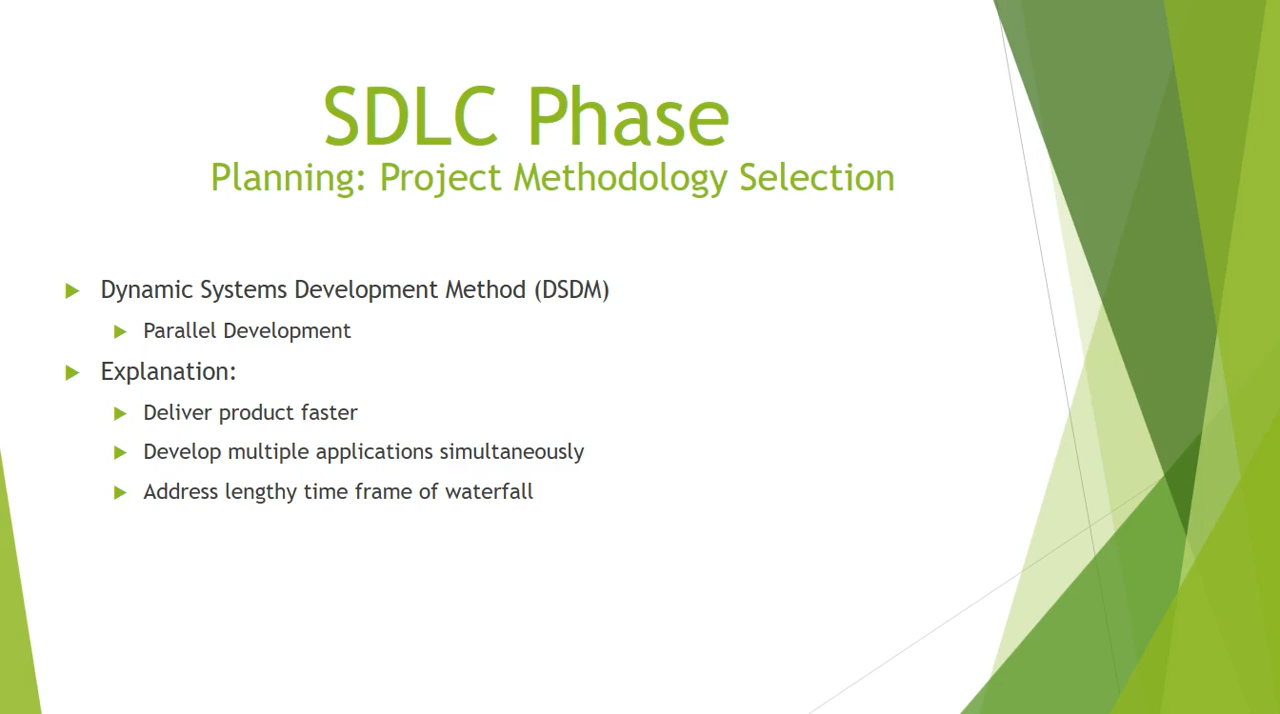 SDLC Phase
Planning: Project Methodology Selection
Dynamic Systems Development Method (DSDM)
Parallel Development
Explanation:
Deliver product faster
Develop multiple applications simultaneously
Address lengthy time frame of waterfall